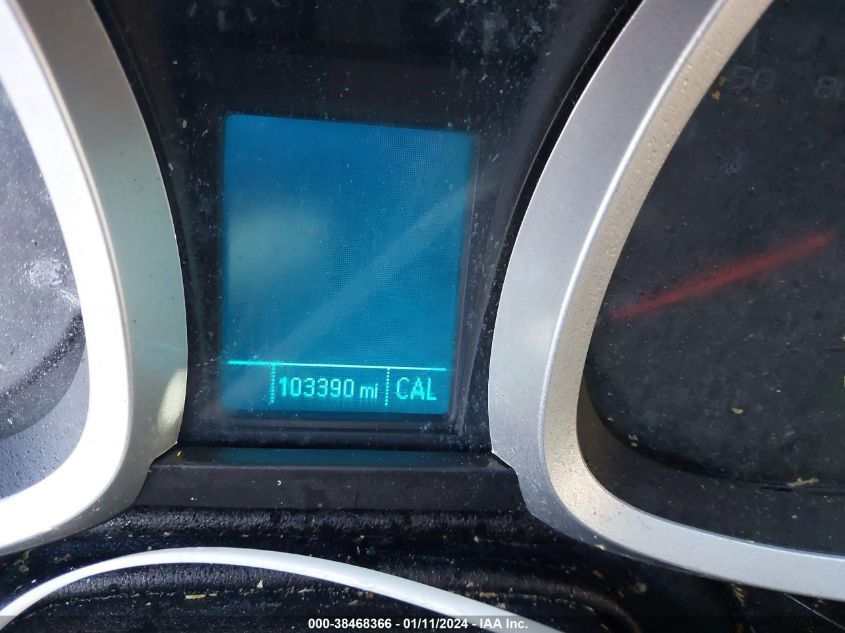 103390 mi CAL
000-38468366 - 01/11/2024 - IAA Inc.